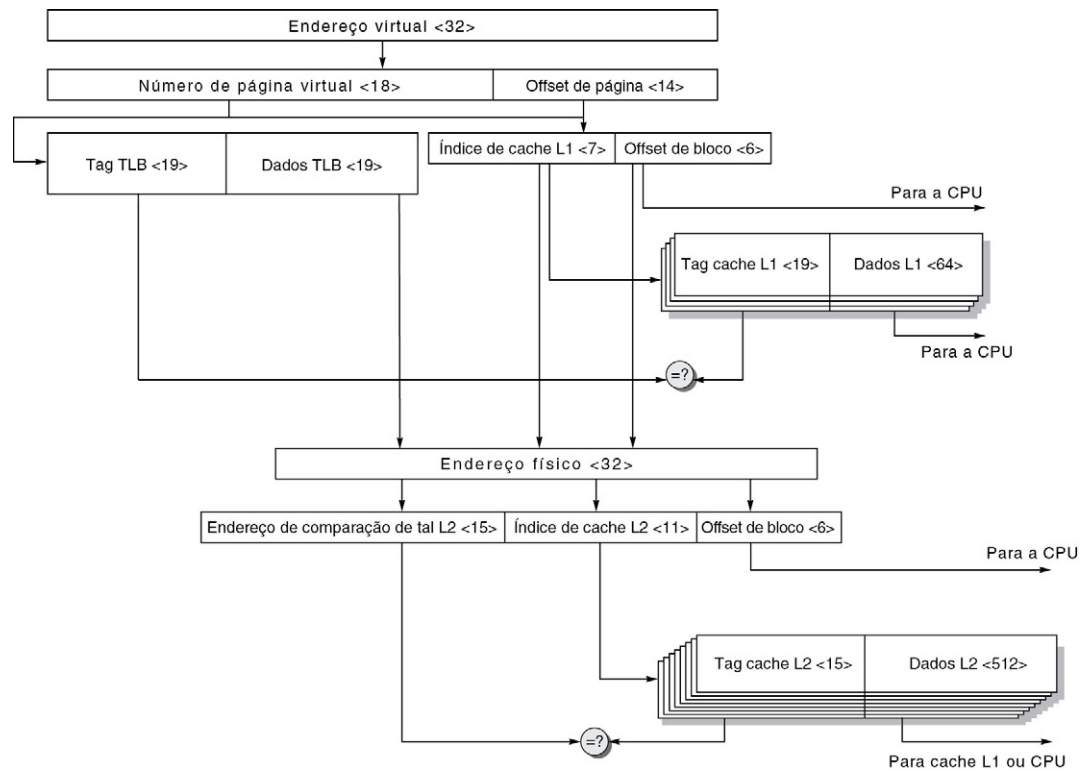 Endereço virtual <32>
Número de página virtual <18>
Offset de página <14>
Tag TLB <19>
Dados TLB <19>
Índice de cache L1 <7>
Offset de bloco <6>
Para a CPU
Tag cache L1 <19>
Dados L1 <64>
Para a CPU
=?
Endereço físico <32>
Endereço de comparação de tal L2 <15>
Índice de cache L2 <11>
Offset de bloco <6>
Para a CPU
Tag cache L2 <15>
Dados L2 <512>
=?
Para cache L1 ou CPU